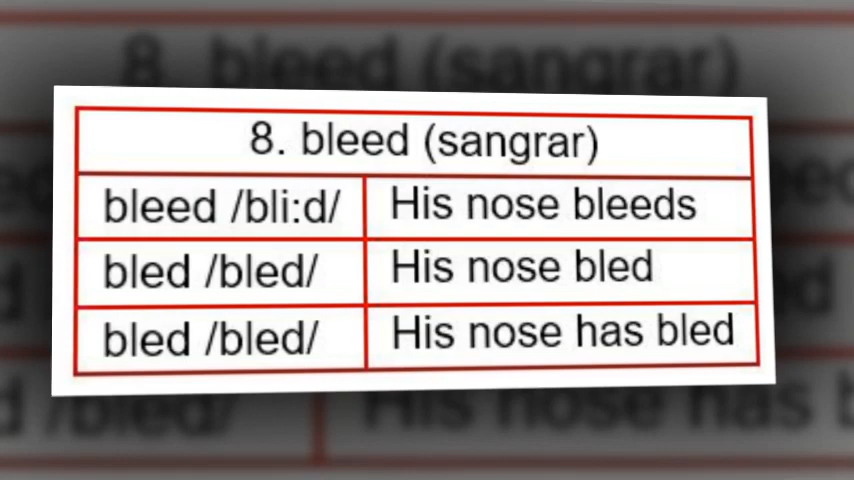 8. bleed (sangrar)
bleed /bli:d/ His nose bleeds
bled /bled/ His nose bled
bled /bled/ His nose has bled